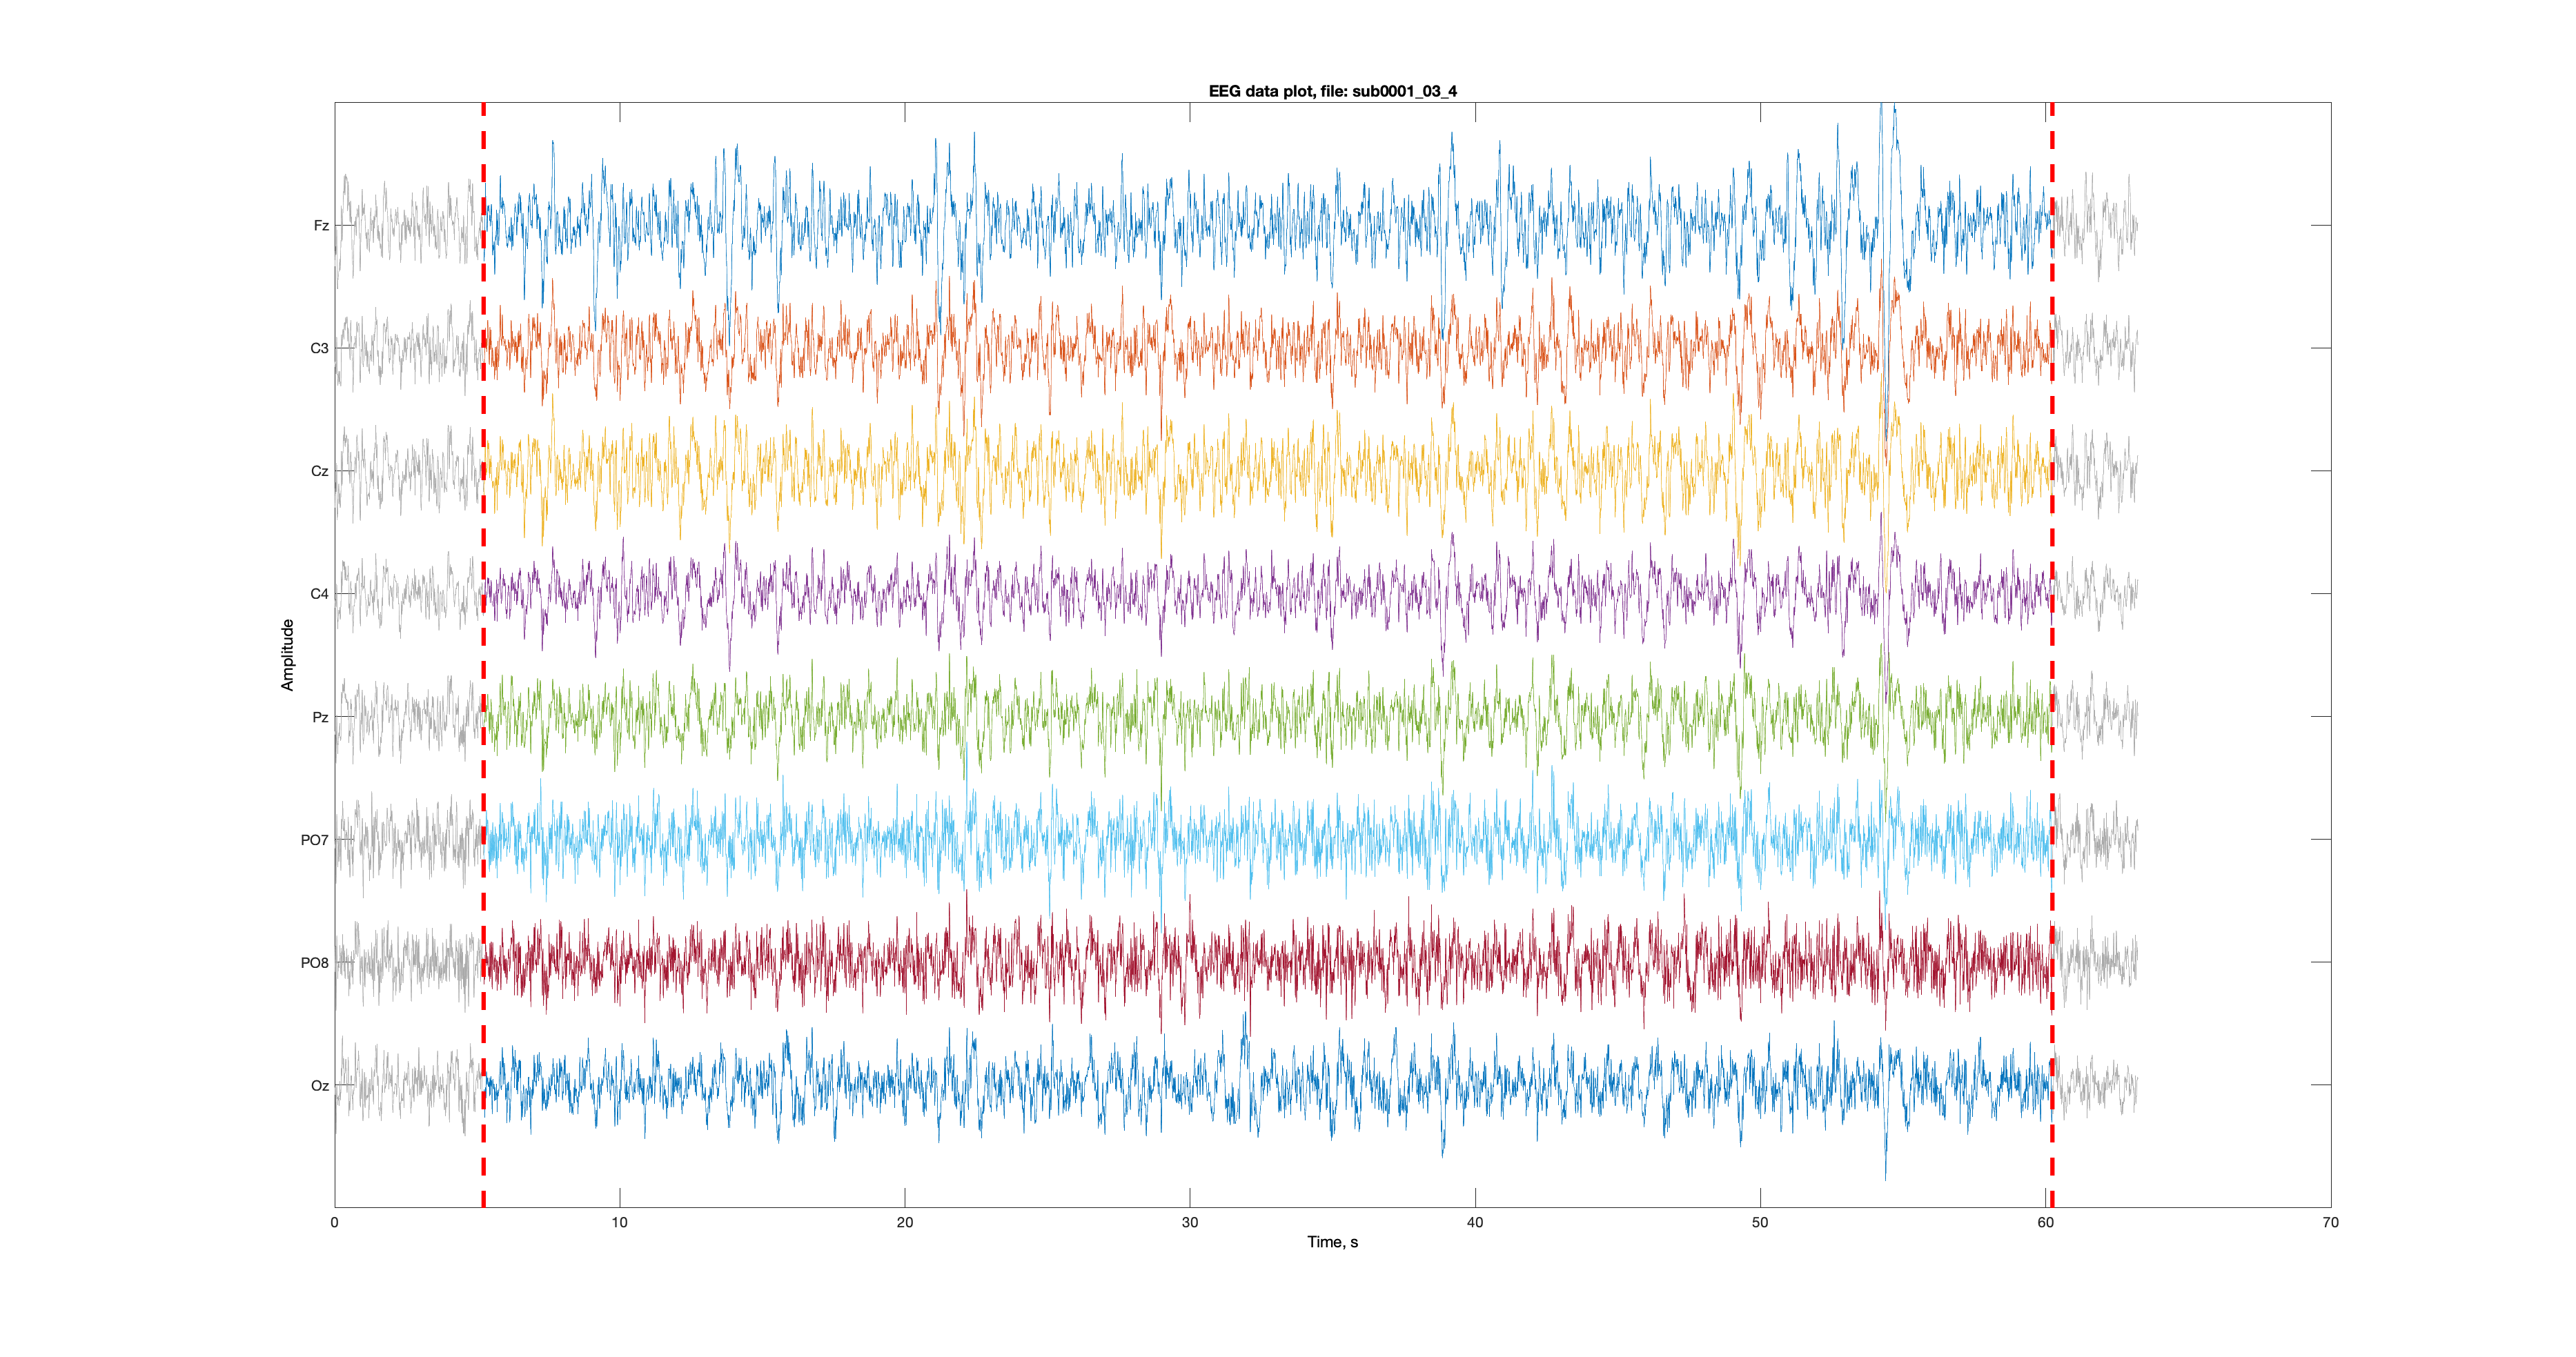 EEG data plot, file: sub0001_03_4
Fz
C3
Cz
C4
Pz
PO7
PO8
Oz
Amplitude
0 10 20 30 40 50 60 70
Time, s